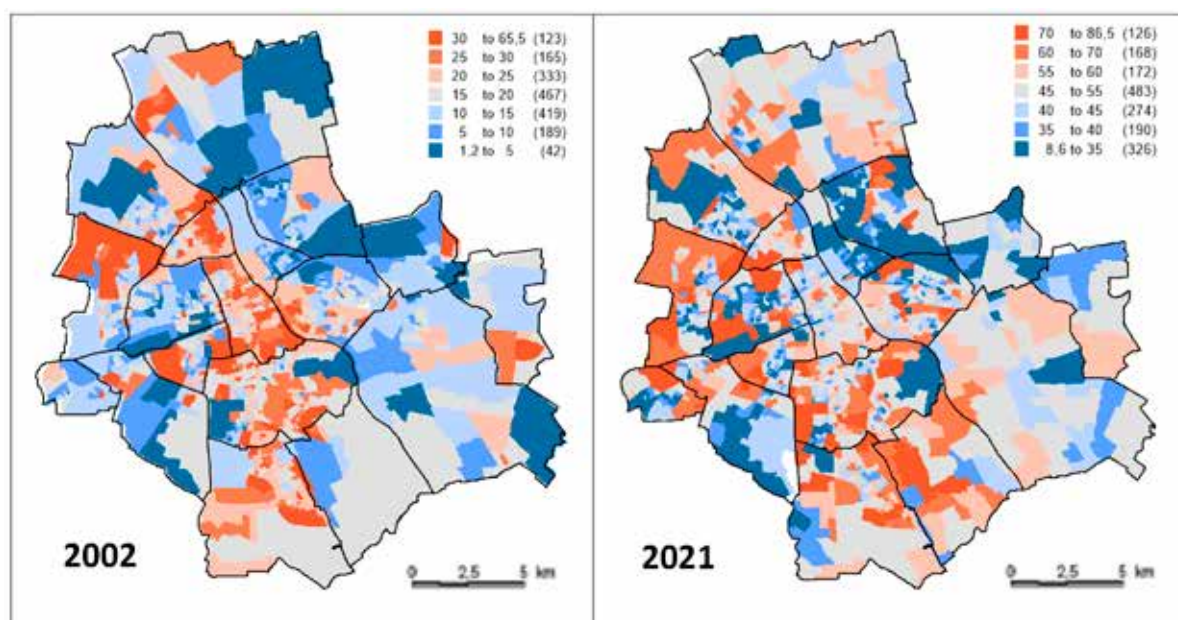 30 to 65,5 (123)
25 to 30 (165)
20 to 25 (333)
15 to 20 (467)
10 to 15 (419)
5 to 10 (189)
1,2 to 5 (42)
2002
0 2,5 5 km
70 to 86,5 (126)
60 to 70 (168)
55 to 60 (172)
45 to 55 (483)
40 to 45 (274)
35 to 40 (190)
8,6 to 35 (326)
2021
0 2,5 5 km